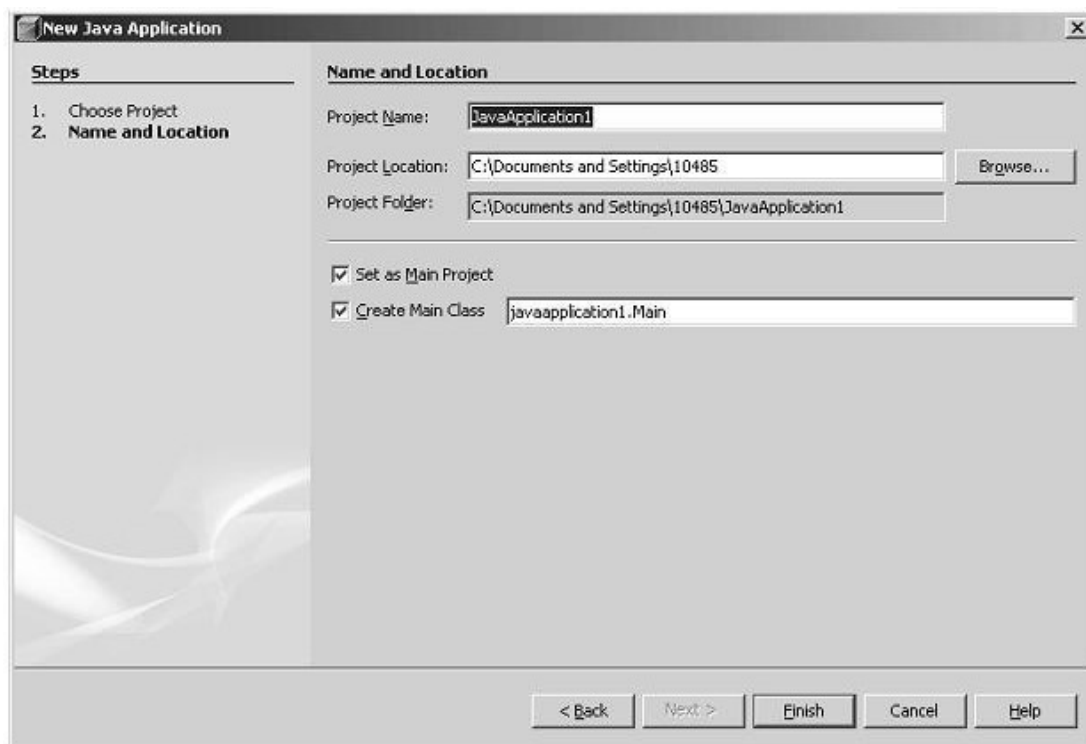 New Java Application
Steps
1. Choose Project
2. Name and Location
Name and Location
Project Name: JavaApplication1
Project Location: C:\Documents and Settings\10485 Browse...
Project Folder: C:\Documents and Settings\10485\JavaApplication1
Set as Main Project
Create Main Class javaapplication1.Main
< Back Next > Finish Cancel Help